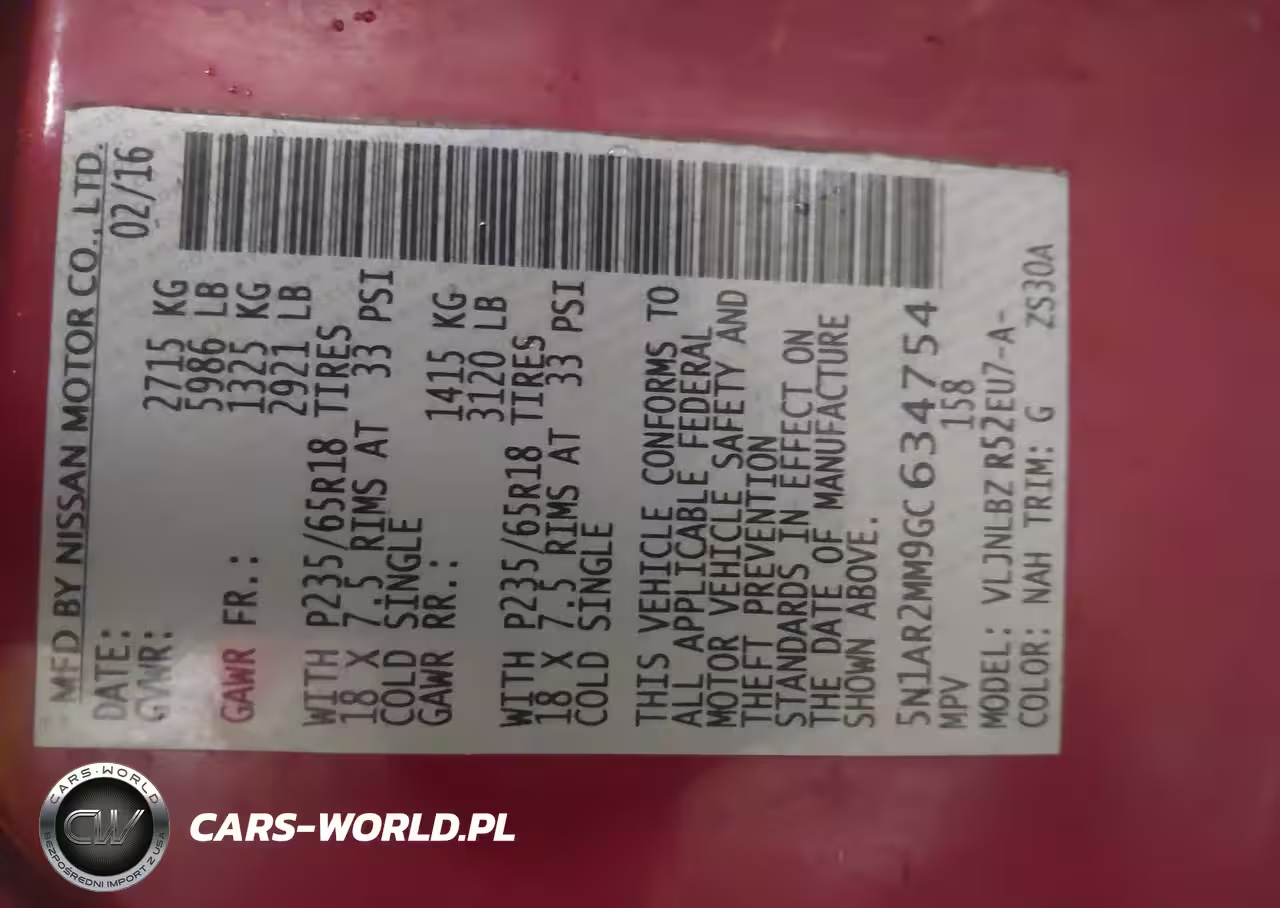 MFD BY NISSAN MOTOR CO., LTD.
DATE: 02/16
GVWR: 2715 KG
5986 LB
GAWR FR.: 1325 KG
2921 LB
WITH P235/65R18 TIRES
18 X 7.5 RIMS AT 33 PSI
COLD SINGLE
GAWR RR.: 1415 KG
3120 LB
WITH P235/65R18 TIRES
18 X 7.5 RIMS AT 33 PSI
COLD SINGLE
THIS VEHICLE CONFORMS TO
ALL APPLICABLE FEDERAL
MOTOR VEHICLE SAFETY AND
THEFT PREVENTION
STANDARDS IN EFFECT ON
THE DATE OF MANUFACTURE
SHOWN ABOVE.
5N1AR2MM9GC634754
MPV 158
MODEL: VLJNLBZ R52EU7-A-
COLOR: NAH TRIM: G ZS30A
CARS-WORLD
CW
BEZPOŚREDNI IMPORT Z USA
CARS-WORLD.PL